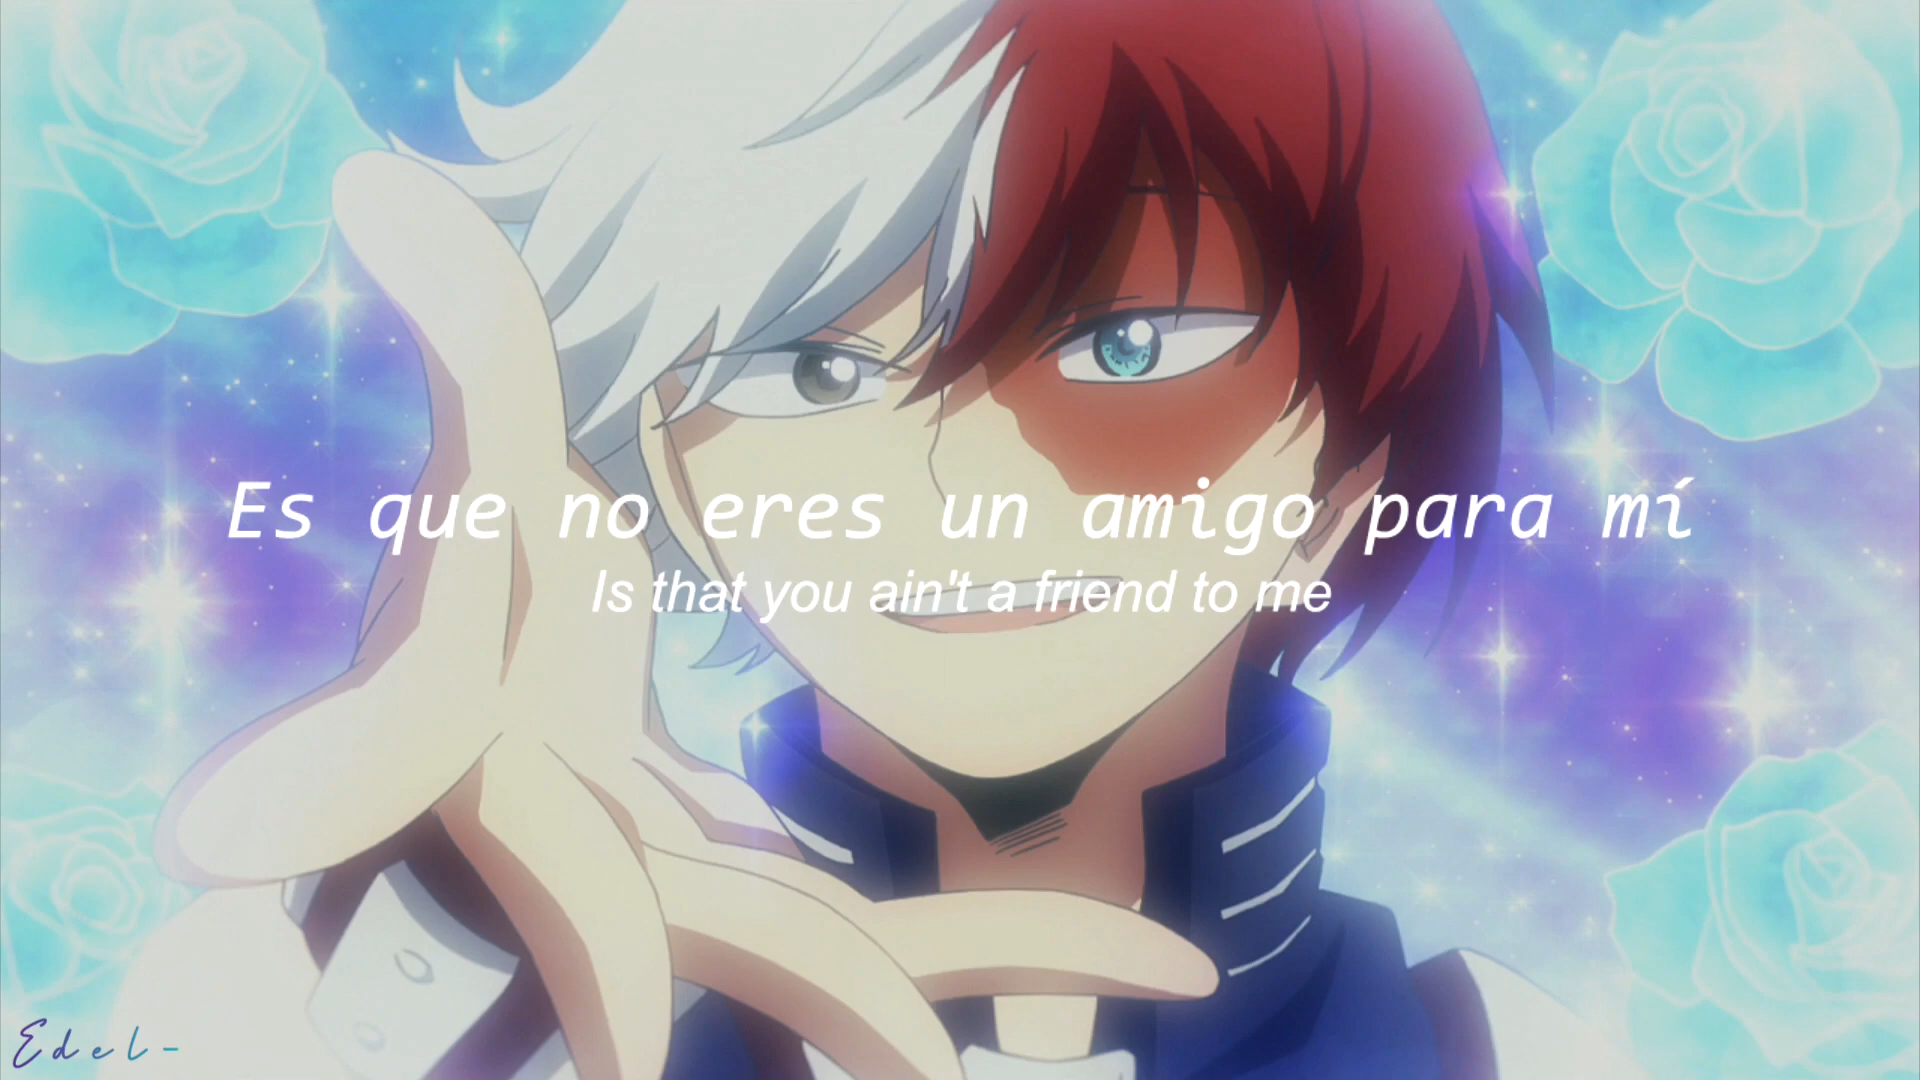 Es que no eres un amigo para mí
Is that you ain't a friend to me
Edel-